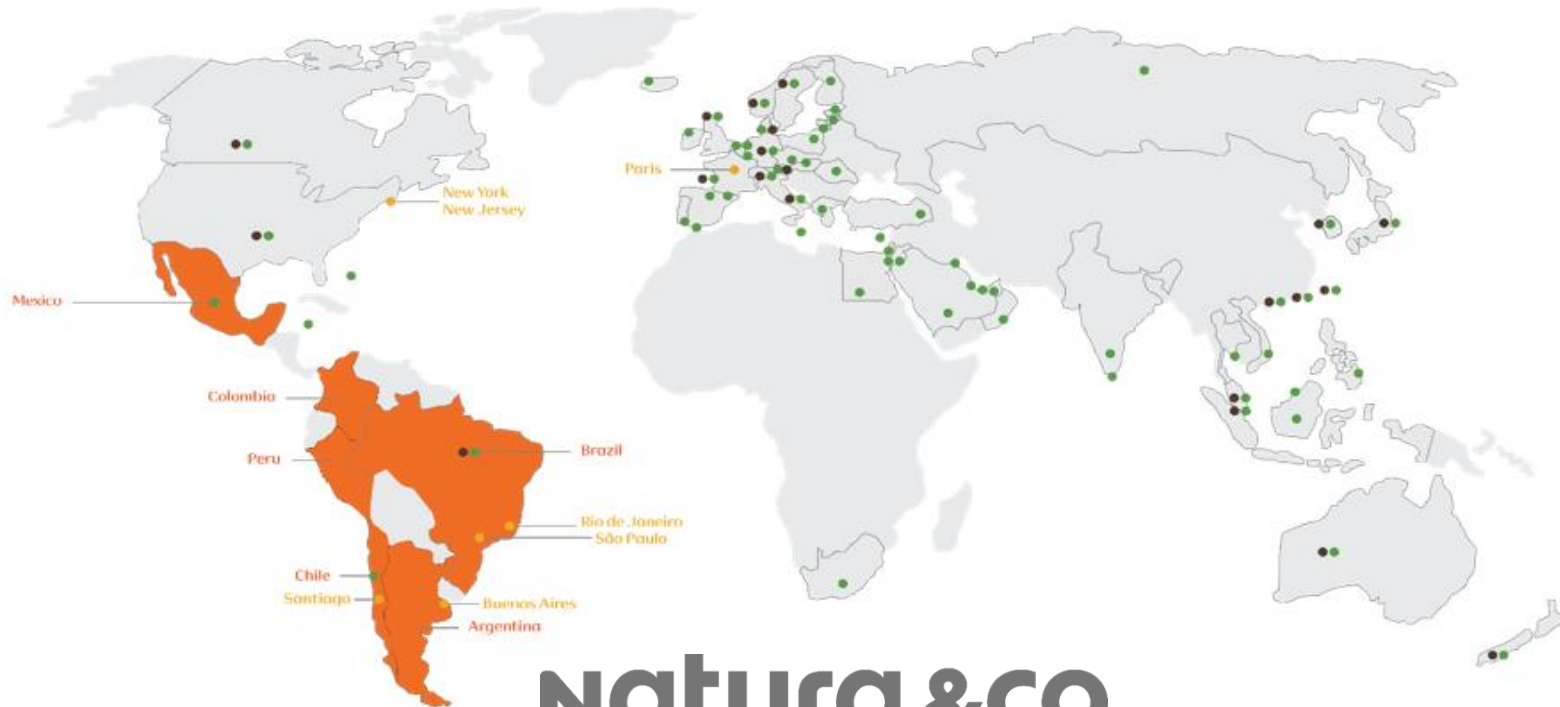 Paris
New York
New Jersey
Mexico
Colombia
Peru
Brazil
Rio de Janeiro
São Paulo
Chile
Santiago
Buenos Aires
Argentina
natura &co